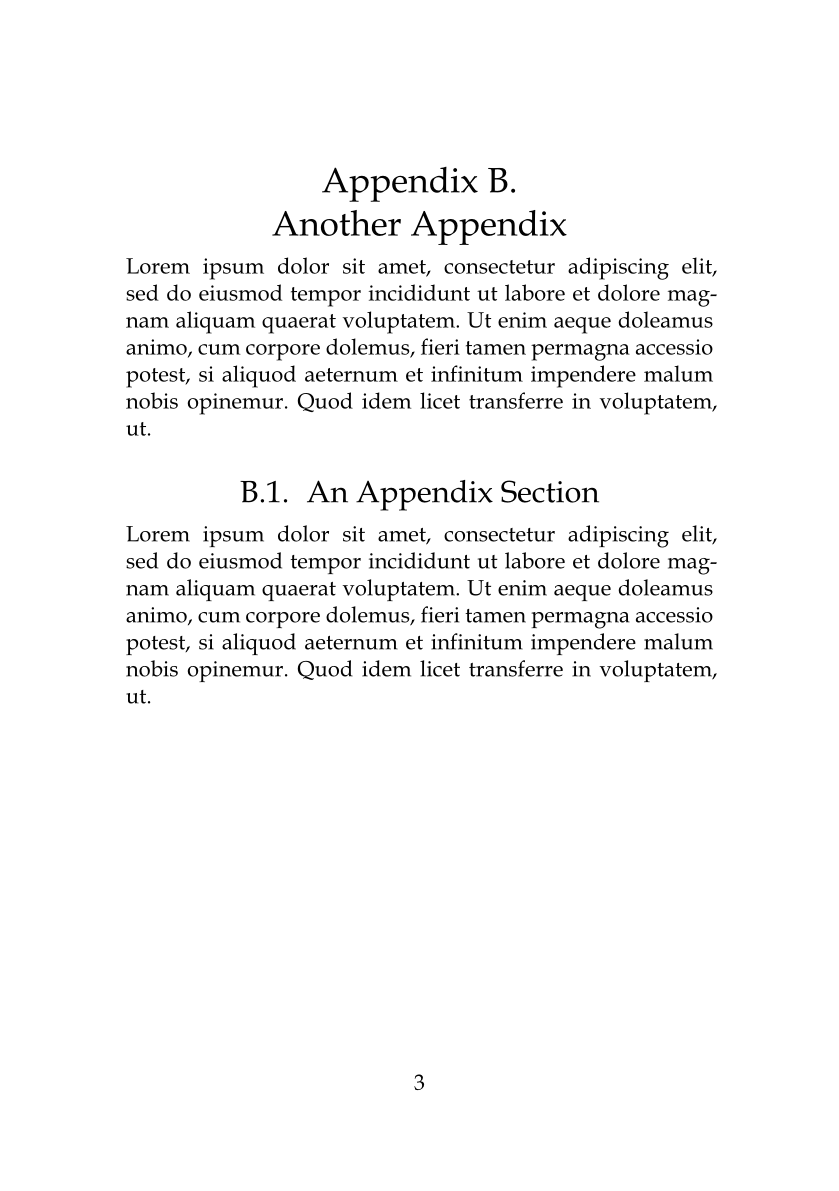 Appendix B.
Another Appendix
Lorem ipsum dolor sit amet, consectetur adipiscing elit,
sed do eiusmod tempor incididunt ut labore et dolore mag-
nam aliquam quaerat voluptatem. Ut enim aeque doleamus
animo, cum corpore dolemus, fieri tamen permagna accessio
potest, si aliquod aeternum et infinitum impendere malum
nobis opinemur. Quod idem licet transferre in voluptatem,
ut.
B.1. An Appendix Section
Lorem ipsum dolor sit amet, consectetur adipiscing elit,
sed do eiusmod tempor incididunt ut labore et dolore mag-
nam aliquam quaerat voluptatem. Ut enim aeque doleamus
animo, cum corpore dolemus, fieri tamen permagna accessio
potest, si aliquod aeternum et infinitum impendere malum
nobis opinemur. Quod idem licet transferre in voluptatem,
ut.
3